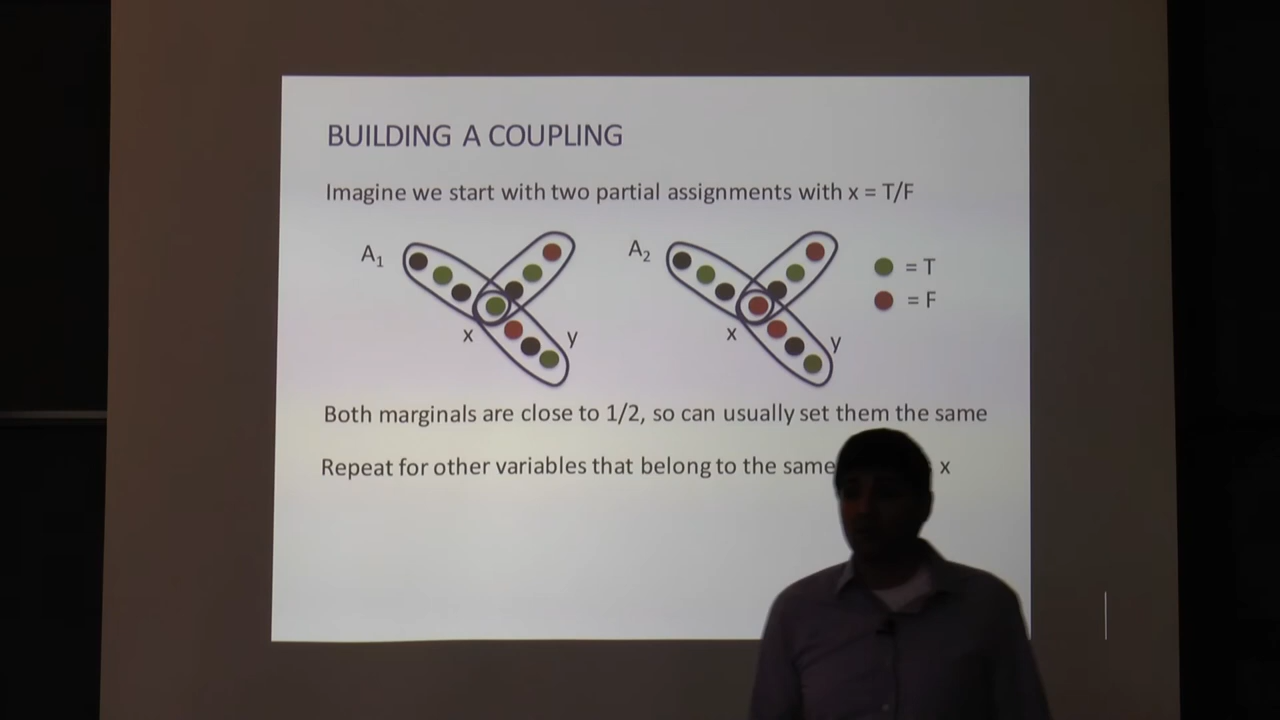 BUILDING A COUPLING
Imagine we start with two partial assignments with x = T/F
A₁
A₂
= T
= F
x
y
x
y
Both marginals are close to 1/2, so can usually set them the same
Repeat for other variables that belong to the same x